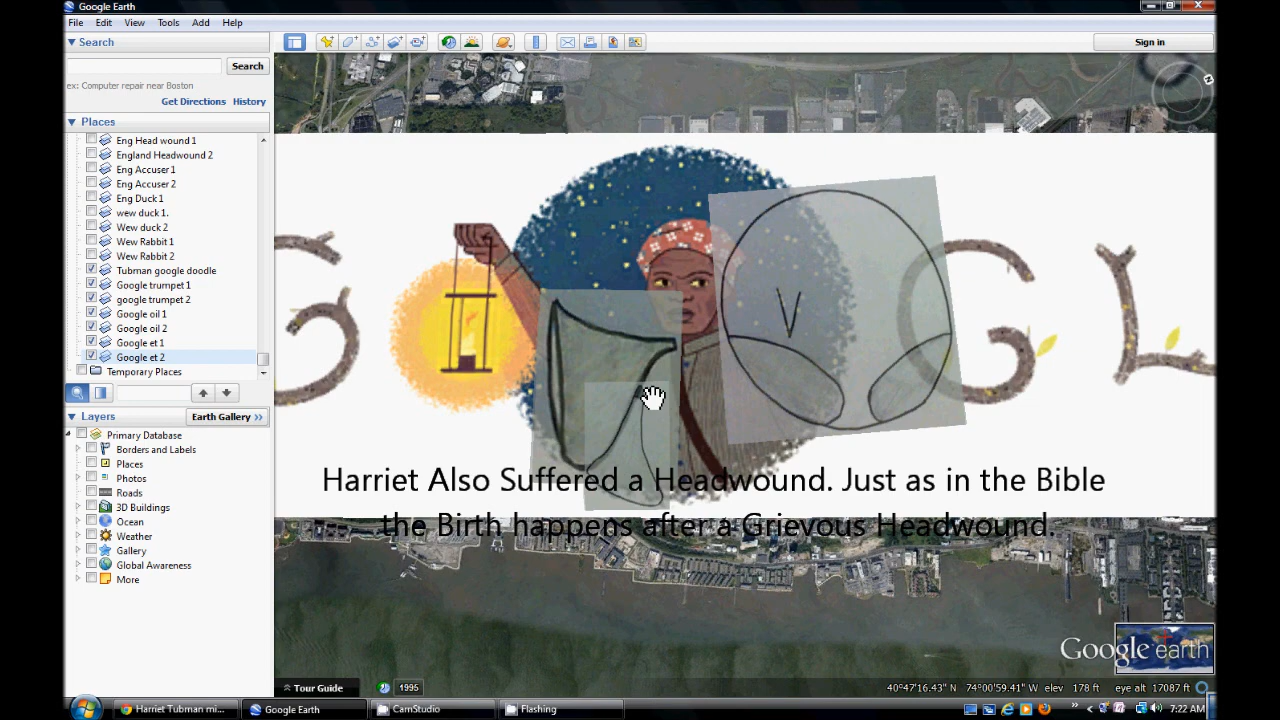 Google Earth
File Edit View Tools Add Help
Search
Sign in
Search
ex: Computer repair near Boston
Get Directions History
Places
Eng Head wound 1
England Headwound 2
Eng Accuser 1
Eng Accuser 2
Eng Duck 1
wew duck 1.
Wew duck 2
Wew Rabbit 1
Wew Rabbit 2
Tubrnan google doodle
Google trumpet 1
google trumpet 2
Google oil 1
Google oil 2
Google et 1
Google et 2
Temporary Places
Layers
Earth Gallery >>
Primary Database
Borders and Labels
Places
Photos
Roads
3D Buildings
Ocean
Weather
Gallery
Global Awareness
More
G O G L
Harriet Also Suffered a Headwound. Just as in the Bible
the Birth happens after a Grievous Headwound.
Google earth
Tour Guide 1995
40°47'16.43" N 74°00'59.41" W elev 178 ft eye alt 17087 ft
Harriet Tubman mi... Google Earth CamStudio Flashing 7:22 AM